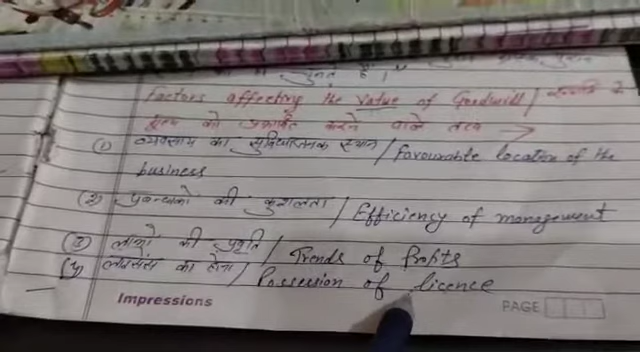 चुनते हैं।
Factors affecting the value of Goodwill /
मूल्य को प्रभावित करने वाले तत्व →
(1) व्यवसाय का सुविधाजनक स्थान / favourable location of the
business
(2) प्रबन्धकों की कुशलता / Efficiency of management
(3) लाभों की प्रवृति / Trends of Profits
(4) लाइसेंस का होना / Possession of licence
Impressions PAGE